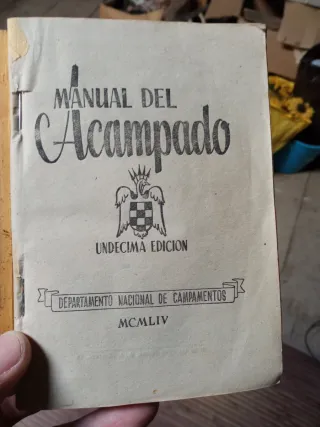 MANUAL DEL
Acampado
UNDECIMA EDICION
DEPARTAMENTO NACIONAL DE CAMPAMENTOS
MCMLIV